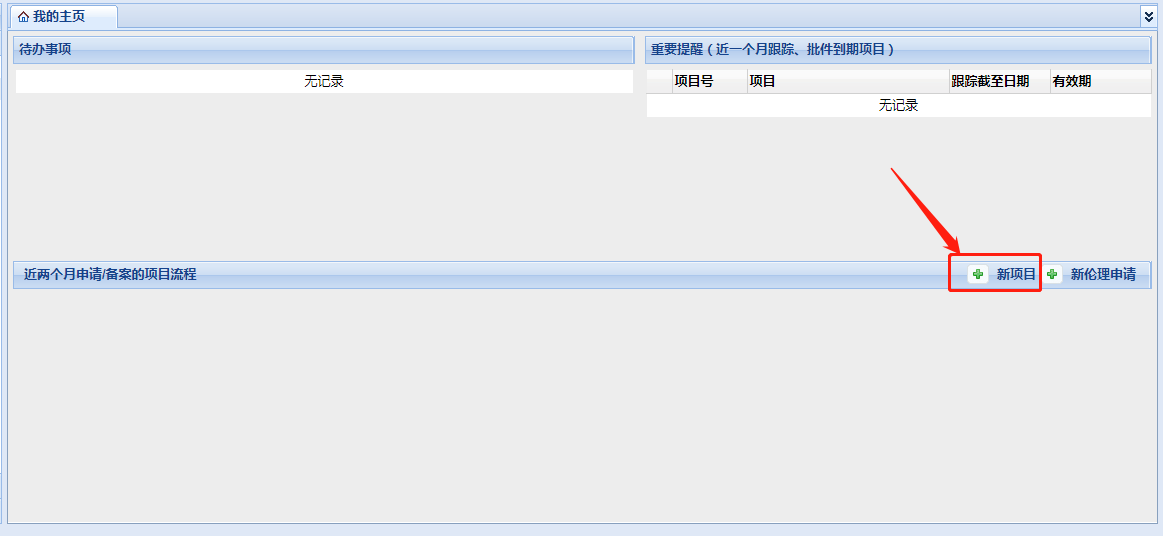 我的主页
待办事项
无记录
重要提醒（近一个月跟踪、批件到期项目）
项目号 项目 跟踪截至日期 有效期
无记录
近两个月申请/备案的项目流程 新项目 新伦理申请